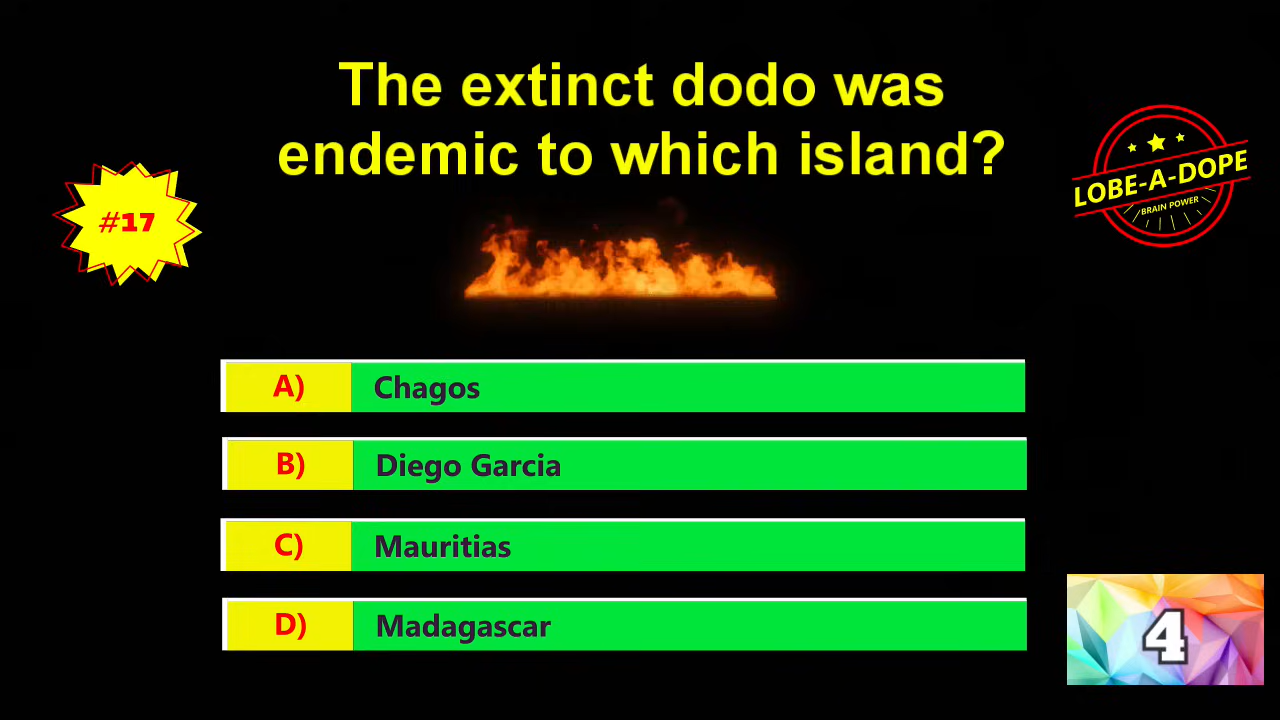 The extinct dodo was
endemic to which island?
#17
LOBE-A-DOPE
BRAIN POWER
A) Chagos
B) Diego Garcia
C) Mauritias
D) Madagascar
4